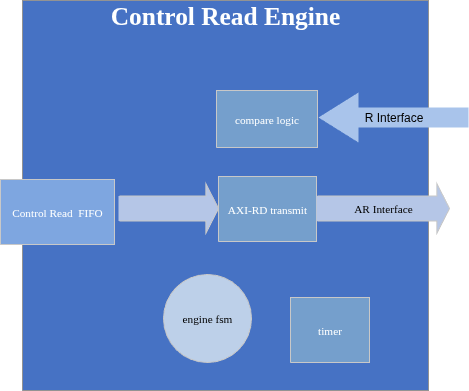 Control Read Engine
compare logic
R Interface
Control Read  FIFO
AXI-RD transmit
AR Interface
engine fsm
timer